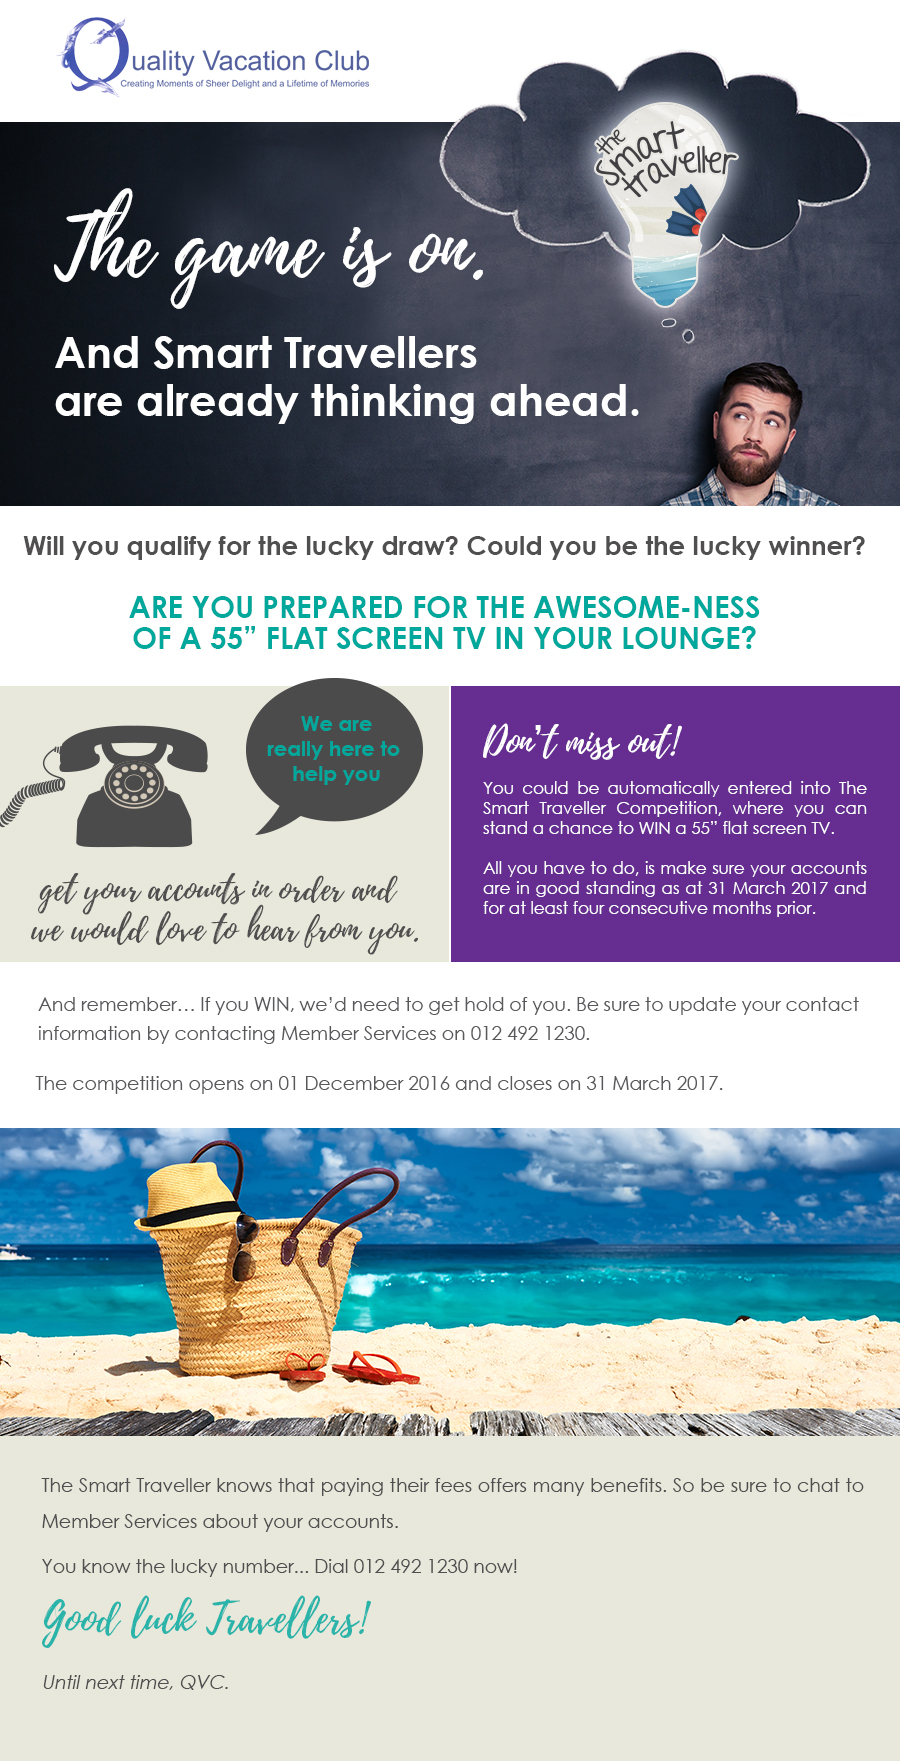 Quality Vacation Club
Creating Moments of Sheer Delight and a Lifetime of Memories
the
Smart
traveller
The game is on.
And Smart Travellers
are already thinking ahead.
Will you qualify for the lucky draw? Could you be the lucky winner?
ARE YOU PREPARED FOR THE AWESOME-NESS
OF A 55” FLAT SCREEN TV IN YOUR LOUNGE?
We are
really here to
help you
get your accounts in order and
we would love to hear from you.
Don't miss out!
You could be automatically entered into The
Smart Traveller Competition, where you can
stand a chance to WIN a 55” flat screen TV.
All you have to do, is make sure your accounts
are in good standing as at 31 March 2017 and
for at least four consecutive months prior.
And remember… If you WIN, we’d need to get hold of you. Be sure to update your contact
information by contacting Member Services on 012 492 1230.
The competition opens on 01 December 2016 and closes on 31 March 2017.
The Smart Traveller knows that paying their fees offers many benefits. So be sure to chat to
Member Services about your accounts.
You know the lucky number... Dial 012 492 1230 now!
Good luck Travellers!
Until next time, QVC.